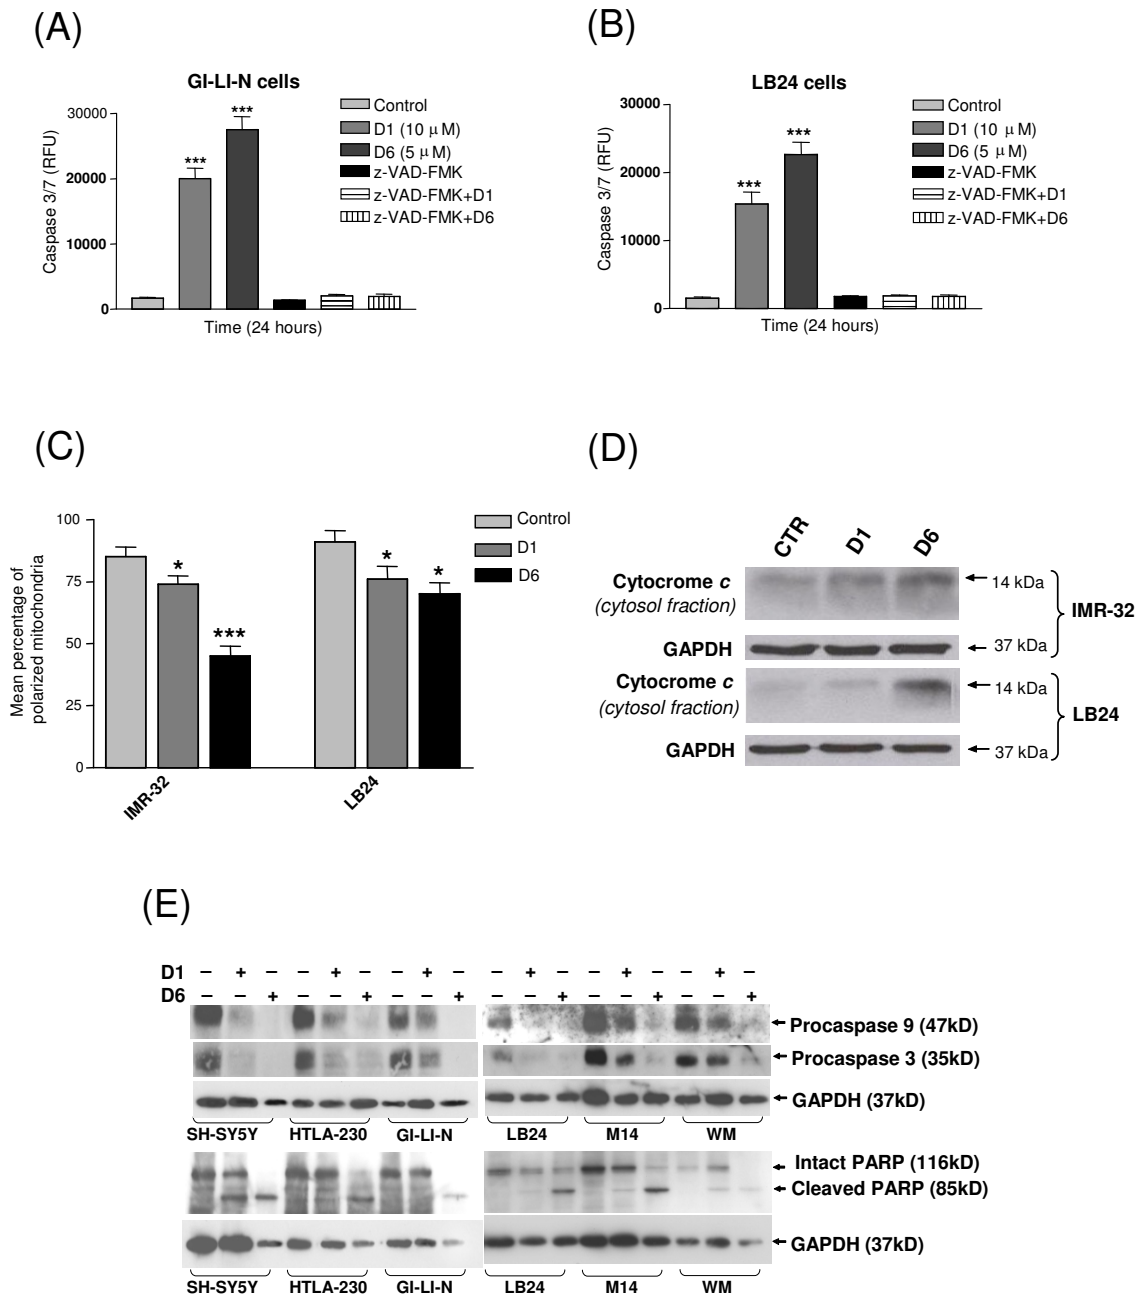 (A)
GI-LI-N cells
Caspase 3/7 (RFU)
30000
20000
10000
0
***
***
Time (24 hours)
Control
D1 (10 μM)
D6 (5 μM)
z-VAD-FMK
z-VAD-FMK+D1
z-VAD-FMK+D6
(B)
LB24 cells
Caspase 3/7 (RFU)
30000
20000
10000
0
***
***
Time (24 hours)
Control
D1 (10 μM)
D6 (5 μM)
z-VAD-FMK
z-VAD-FMK+D1
z-VAD-FMK+D6
(C)
Mean percentage of
polarized mitochondria
100
75
50
25
0
*
***
*
*
IMR-32
LB24
Control
D1
D6
(D)
CTR D1 D6
Cytocrome c
(cytosol fraction)
14 kDa
GAPDH
37 kDa
IMR-32
Cytocrome c
(cytosol fraction)
14 kDa
GAPDH
37 kDa
LB24
(E)
D1 – + – – + – – + – – + – – + – – + –
D6 – – + – – + – – + – – + – – + – – +
Procaspase 9 (47kD)
Procaspase 3 (35kD)
GAPDH (37kD)
SH-SY5Y HTLA-230 GI-LI-N LB24 M14 WM
Intact PARP (116kD)
Cleaved PARP (85kD)
GAPDH (37kD)
SH-SY5Y HTLA-230 GI-LI-N LB24 M14 WM